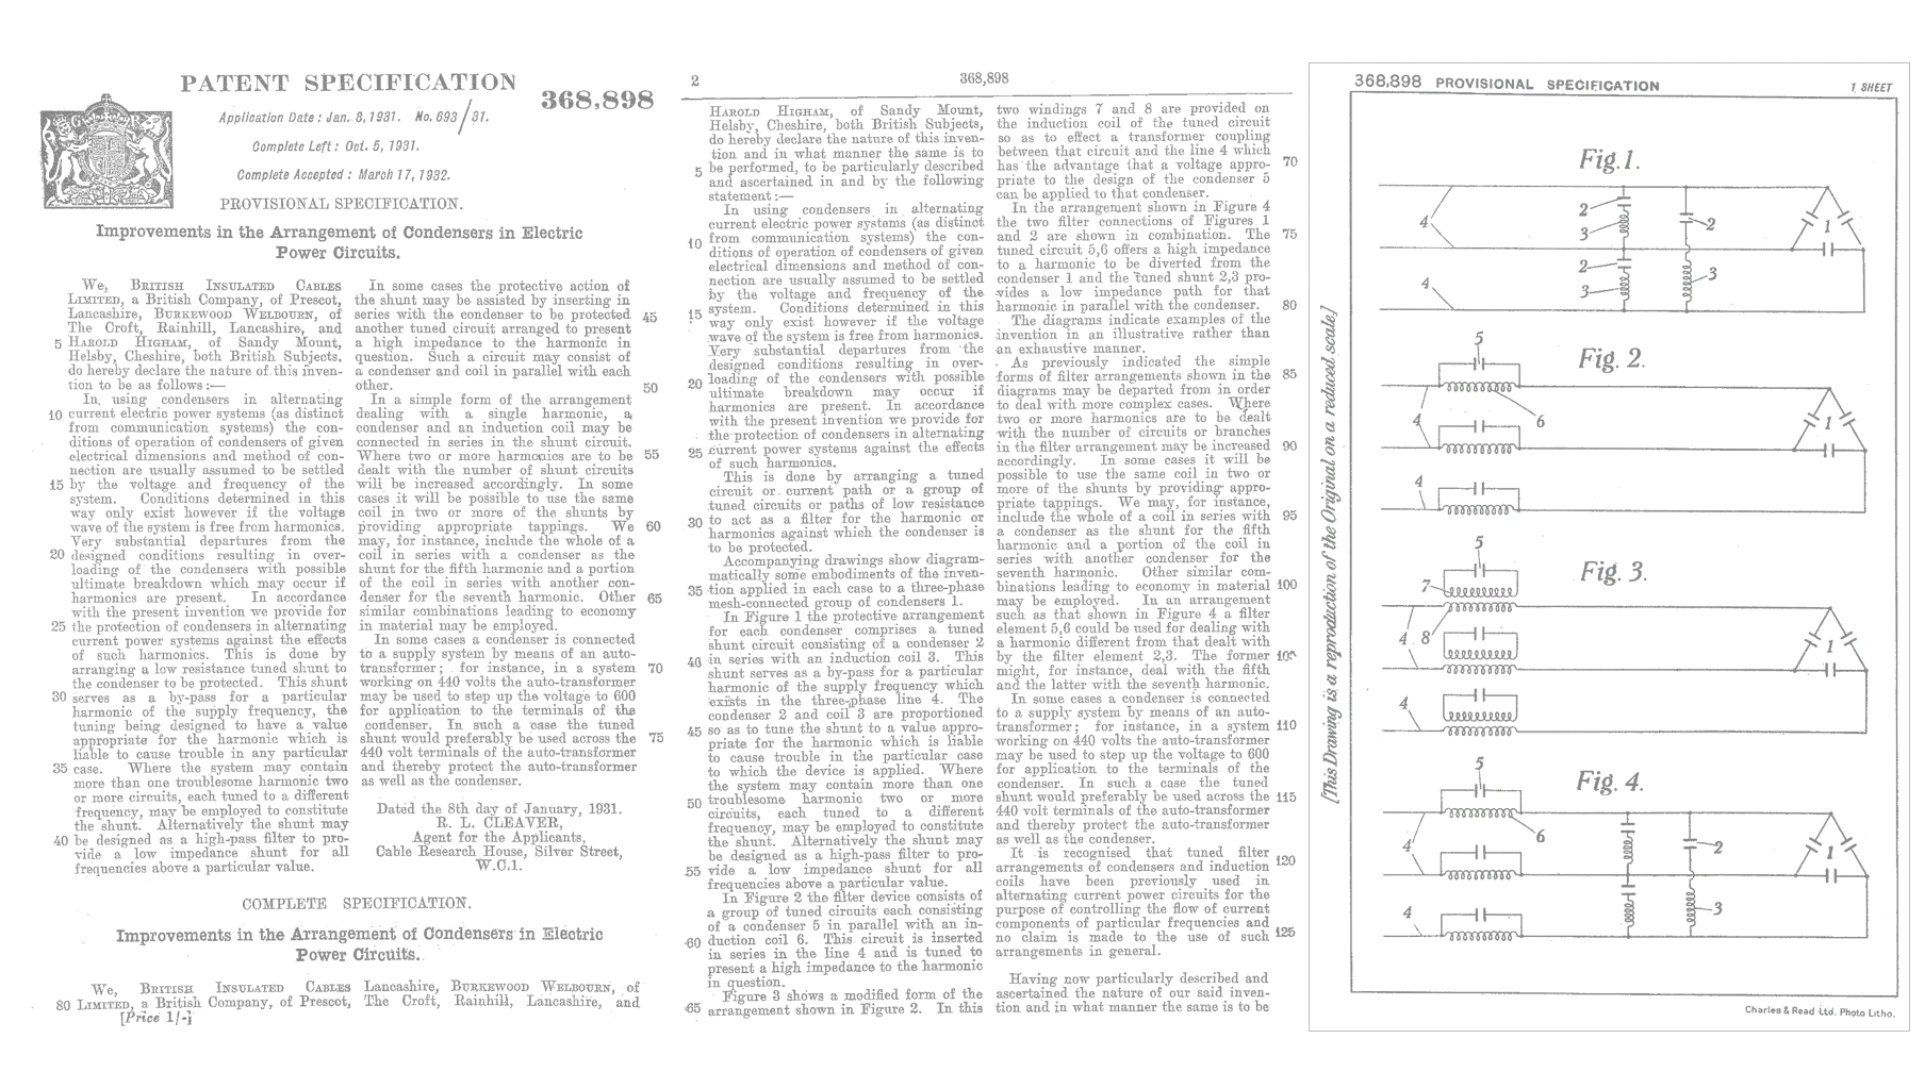 PATENT SPECIFICATION
368,898
Application Date : Jan. 8, 1931. No. 693/31.
Complete Left : Oct. 5, 1931.
Complete Accepted : March 17, 1932.
PROVISIONAL SPECIFICATION.
Improvements in the Arrangement of Condensers in Electric
Power Circuits.
We, BRITISH INSULATED CABLES
LIMITED, a British Company, of Prescot,
Lancashire, BURKEWOOD WELBOURN, of
The Croft, Rainhill, Lancashire, and
5 HAROLD HIGHAM, of Sandy Mount,
Helsby, Cheshire, both British Subjects,
do hereby declare the nature of this inven-
tion to be as follows :—
In using condensers in alternating
10 current electric power systems (as distinct
from communication systems) the con-
ditions of operation of condensers of given
electrical dimensions and method of con-
nection are usually assumed to be settled
15 by the voltage and frequency of the
system. Conditions determined in this
way only exist however if the voltage
wave of the system is free from harmonics.
Very substantial departures from the
20 designed conditions resulting in over-
loading of the condensers with possible
ultimate breakdown which may occur if
harmonics are present. In accordance
with the present invention we provide for
25 the protection of condensers in alternating
current power systems against the effects
of such harmonics. This is done by
arranging a low resistance tuned shunt to
the condenser to be protected. This shunt
30 serves as a by-pass for a particular
harmonic of the supply frequency, the
tuning being designed to have a value
appropriate for the harmonic which is
liable to cause trouble in any particular
35 case. Where the system may contain
more than one troublesome harmonic two
or more circuits, each tuned to a different
frequency, may be employed to constitute
the shunt. Alternatively the shunt may
40 be designed as a high-pass filter to pro-
vide a low impedance shunt for all
frequencies above a particular value.
In some cases the protective action of
the shunt may be assisted by inserting in
series with the condenser to be protected 45
another tuned circuit arranged to present
a high impedance to the harmonic in
question. Such a circuit may consist of
a condenser and coil in parallel with each
other. 50
In a simple form of the arrangement
dealing with a single harmonic, a
condenser and an induction coil may be
connected in series in the shunt circuit.
Where two or more harmonics are to be 55
dealt with the number of shunt circuits
will be increased accordingly. In some
cases it will be possible to use the same
coil in two or more of the shunts by
providing appropriate tappings. We 60
may, for instance, include the whole of a
coil in series with a condenser as the
shunt for the fifth harmonic and a portion
of the coil in series with another con-
denser for the seventh harmonic. Other 65
similar combinations leading to economy
in material may be employed.
In some cases a condenser is connected
to a supply system by means of an auto-
transformer ; for instance, in a system 70
working on 440 volts the auto-transformer
may be used to step up the voltage to 600
for application to the terminals of the
condenser. In such a case the tuned
shunt would preferably be used across the 75
440 volt terminals of the auto-transformer
and thereby protect the auto-transformer
as well as the condenser.
Dated the 8th day of January, 1931.
R. L. CLEAVER,
Agent for the Applicants,
Cable Research House, Silver Street,
W.C.1.
COMPLETE SPECIFICATION.
Improvements in the Arrangement of Condensers in Electric
Power Circuits.
We, BRITISH INSULATED CABLES
80 LIMITED, a British Company, of Prescot,
Lancashire, BURKEWOOD WELBOURN, of
The Croft, Rainhill, Lancashire, and
[Price 1/-]
2
368,898
HAROLD HIGHAM, of Sandy Mount,
Helsby, Cheshire, both British Subjects,
do hereby declare the nature of this inven-
tion and in what manner the same is to
5 be performed, to be particularly described
and ascertained in and by the following
statement :—
In using condensers in alternating
current electric power systems (as distinct
10 from communication systems) the con-
ditions of operation of condensers of given
electrical dimensions and method of con-
nection are usually assumed to be settled
by the voltage and frequency of the
15 system. Conditions determined in this
way only exist however if the voltage
wave of the system is free from harmonics.
Very substantial departures from the
designed conditions resulting in over-
20 loading of the condensers with possible
ultimate breakdown may occur if
harmonics are present. In accordance
with the present invention we provide for
the protection of condensers in alternating
25 current power systems against the effects
of such harmonics.
This is done by arranging a tuned
circuit or current path or a group of
tuned circuits or paths of low resistance
30 to act as a filter for the harmonic or
harmonics against which the condenser is
to be protected.
Accompanying drawings show diagram-
matically some embodiments of the inven-
35 tion applied in each case to a three-phase
mesh-connected group of condensers 1.
In Figure 1 the protective arrangement
for each condenser comprises a tuned
shunt circuit consisting of a condenser 2
40 in series with an induction coil 3. This
shunt serves as a by-pass for a particular
harmonic of the supply frequency which
exists in the three-phase line 4. The
condenser 2 and coil 3 are proportioned
45 so as to tune the shunt to a value appro-
priate for the harmonic which is liable
to cause trouble in the particular case
to which the device is applied. Where
the system may contain more than one
50 troublesome harmonic two or more
circuits, each tuned to a different
frequency, may be employed to constitute
the shunt. Alternatively the shunt may
be designed as a high-pass filter to pro-
55 vide a low impedance shunt for all
frequencies above a particular value.
In Figure 2 the filter device consists of
a group of tuned circuits each consisting
of a condenser 5 in parallel with an in-
60 duction coil 6. This circuit is inserted
in series in the line 4 and is tuned to
present a high impedance to the harmonic
in question.
Figure 3 shows a modified form of the
65 arrangement shown in Figure 2. In this
two windings 7 and 8 are provided on
the induction coil of the tuned circuit
so as to effect a transformer coupling
between that circuit and the line 4 which
has the advantage that a voltage appro- 70
priate to the design of the condenser 5
can be applied to that condenser.
In the arrangement shown in Figure 4
the two filter connections of Figures 1
and 2 are shown in combination. The 75
tuned circuit 5,6 offers a high impedance
to a harmonic to be diverted from the
condenser 1 and the tuned shunt 2,3 pro-
vides a low impedance path for that
harmonic in parallel with the condenser. 80
The diagrams indicate examples of the
invention in an illustrative rather than
an exhaustive manner.
As previously indicated the simple
forms of filter arrangements shown in the 85
diagrams may be departed from in order
to deal with more complex cases. Where
two or more harmonics are to be dealt
with the number of circuits or branches
in the filter arrangement may be increased 90
accordingly. In some cases it will be
possible to use the same coil in two or
more of the shunts by providing appro-
priate tappings. We may, for instance,
include the whole of a coil in series with 95
a condenser as the shunt for the fifth
harmonic and a portion of the coil in
series with another condenser for the
seventh harmonic. Other similar com-
binations leading to economy in material 100
may be employed. In an arrangement
such as that shown in Figure 4 a filter
element 5,6 could be used for dealing with
a harmonic different from that dealt with
by the filter element 2,3. The former 105
might, for instance, deal with the fifth
and the latter with the seventh harmonic.
In some cases a condenser is connected
to a supply system by means of an auto-
transformer ; for instance, in a system 110
working on 440 volts the auto-transformer
may be used to step up the voltage to 600
for application to the terminals of the
condenser. In such a case the tuned
shunt would preferably be used across the 115
440 volt terminals of the auto-transformer
and thereby protect the auto-transformer
as well as the condenser.
It is recognised that tuned filter
arrangements of condensers and induction 120
coils have been previously used in
alternating current power circuits for the
purpose of controlling the flow of current
components of particular frequencies and
no claim is made to the use of such 125
arrangements in general.
Having now particularly described and
ascertained the nature of our said inven-
tion and in what manner the same is to be
[This Drawing is a reproduction of the Original on a reduced scale]
368,898 PROVISIONAL SPECIFICATION
1 SHEET
Fig.1.
2
3
2
3
2
3
4
4
1
Fig. 2.
5
6
4
4
1
Fig. 3.
5
7
4 8
4
1
Fig. 4.
5
6
4
4
2
3
1
Charles & Read Ltd. Photo Litho.